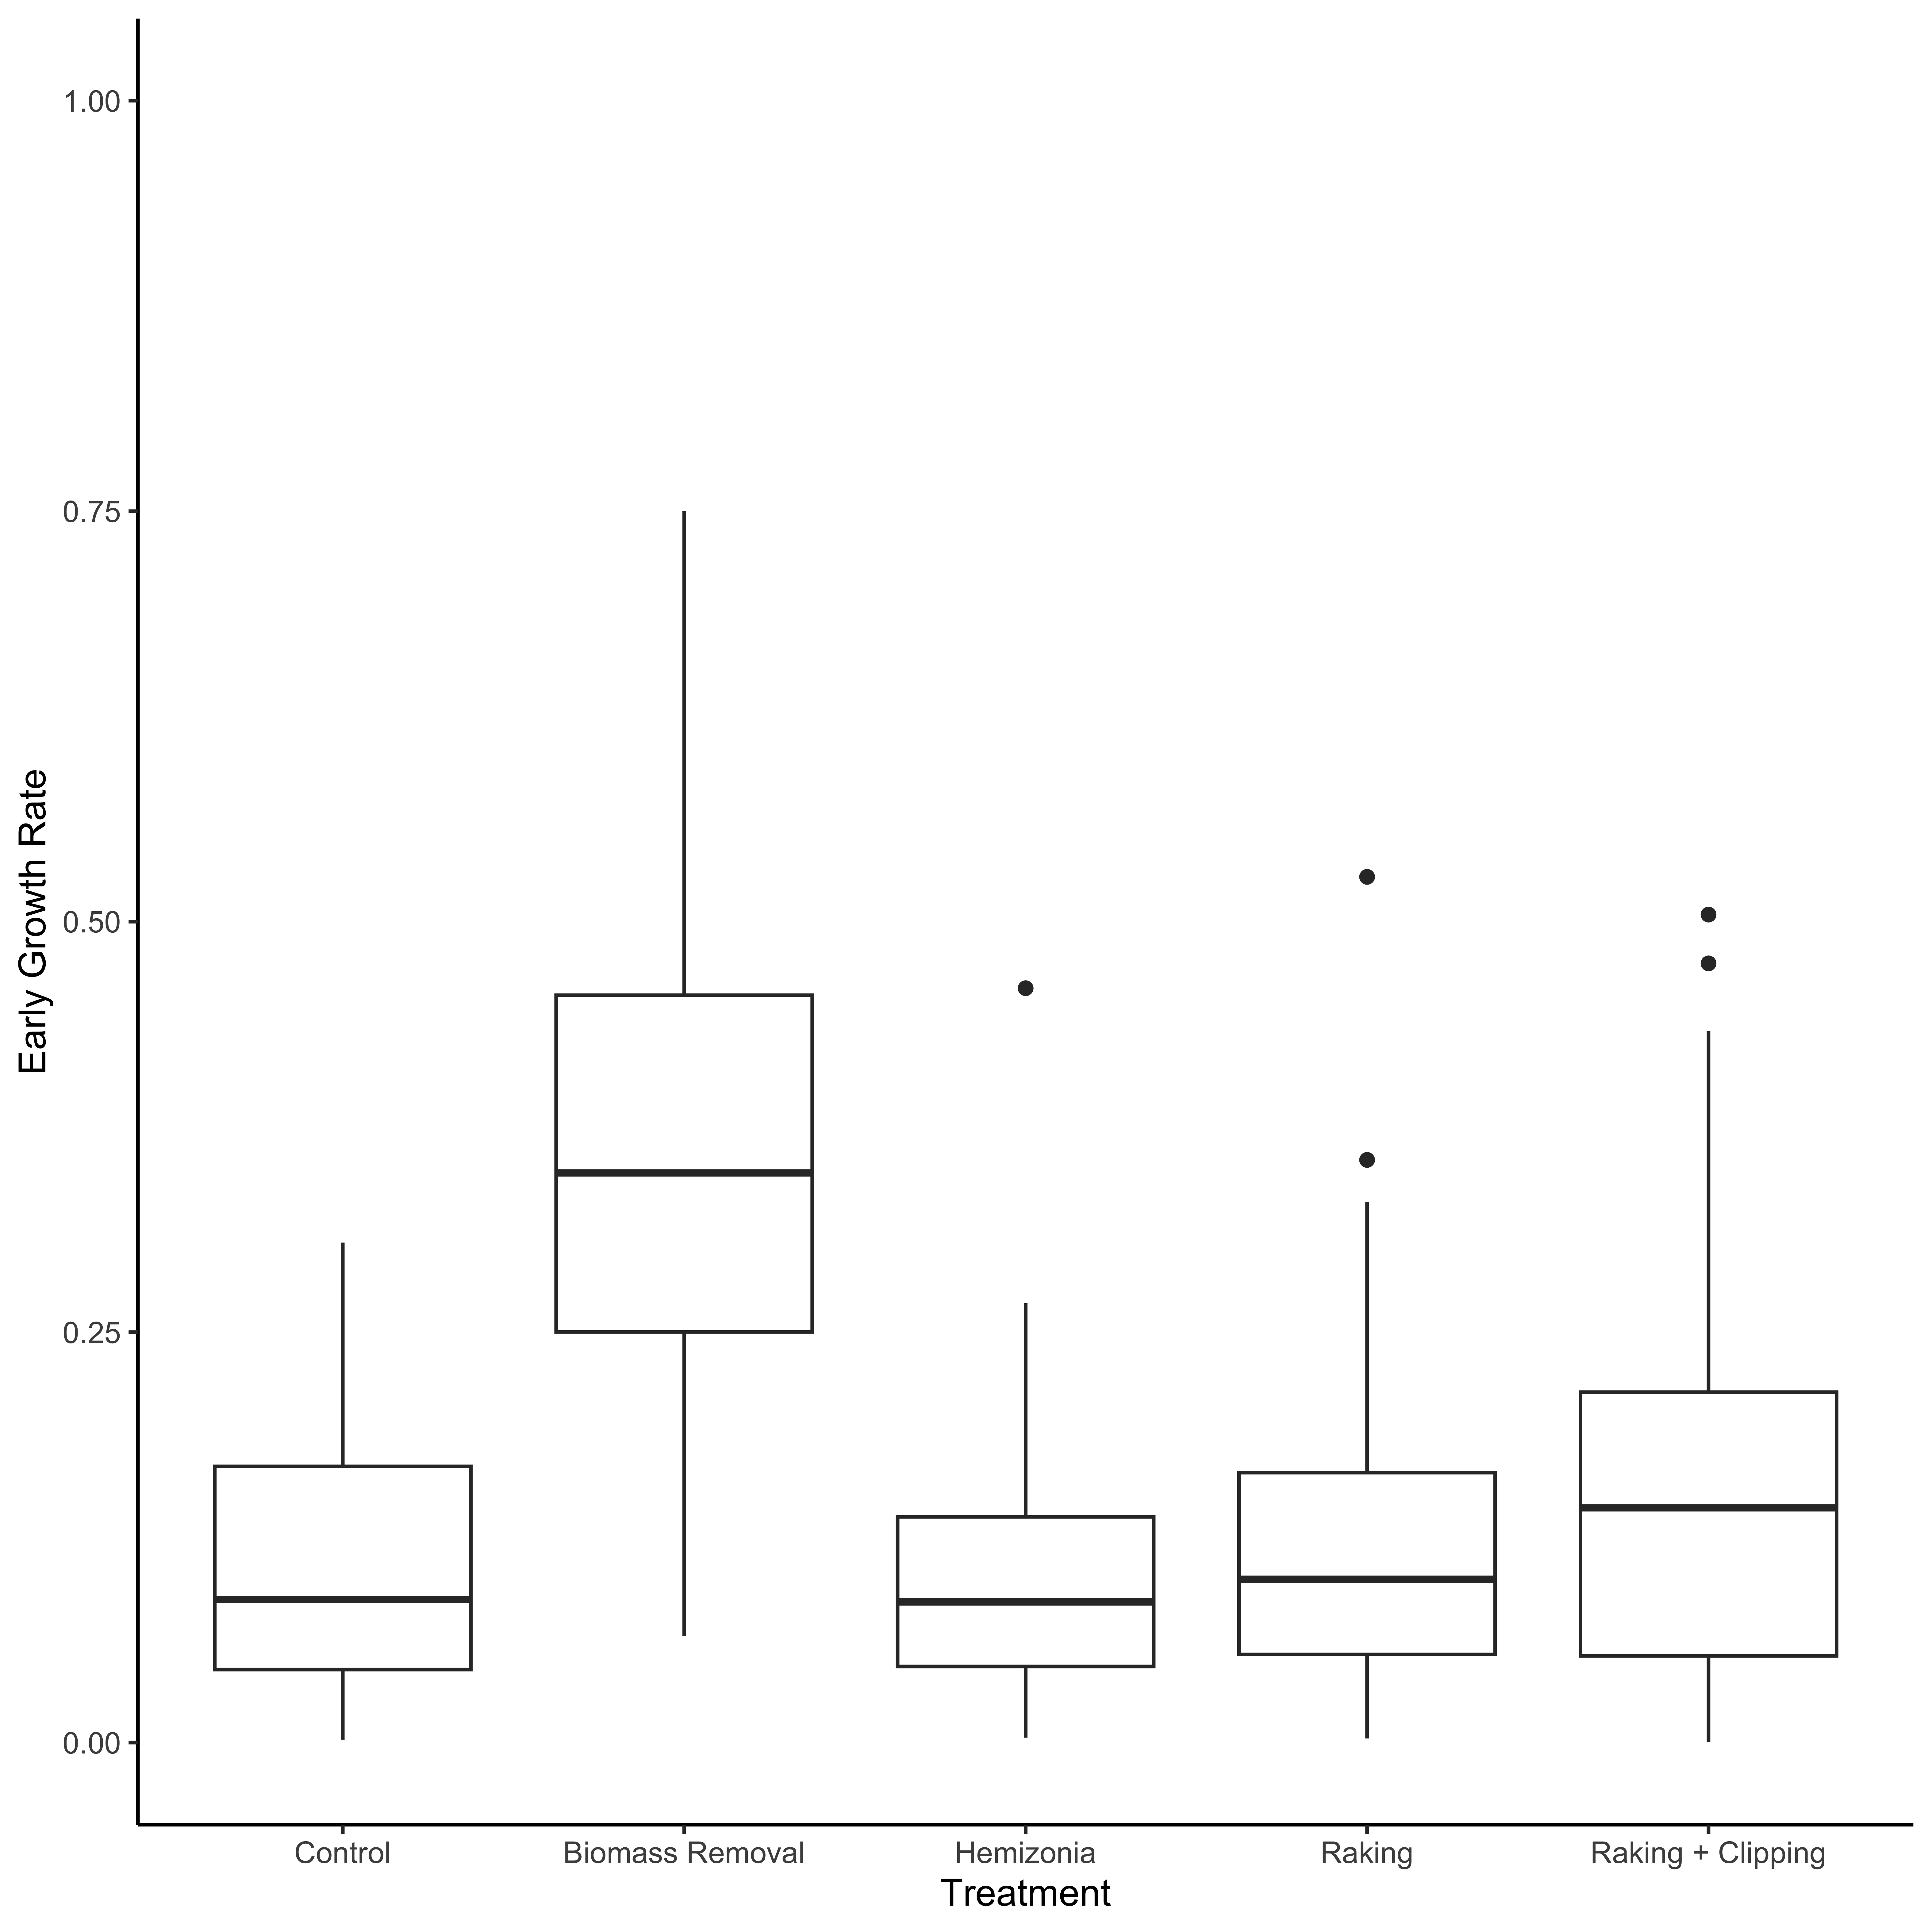 Early Growth Rate
1.00
0.75
0.50
0.25
0.00
Control Biomass Removal Hemizonia Raking Raking + Clipping
Treatment